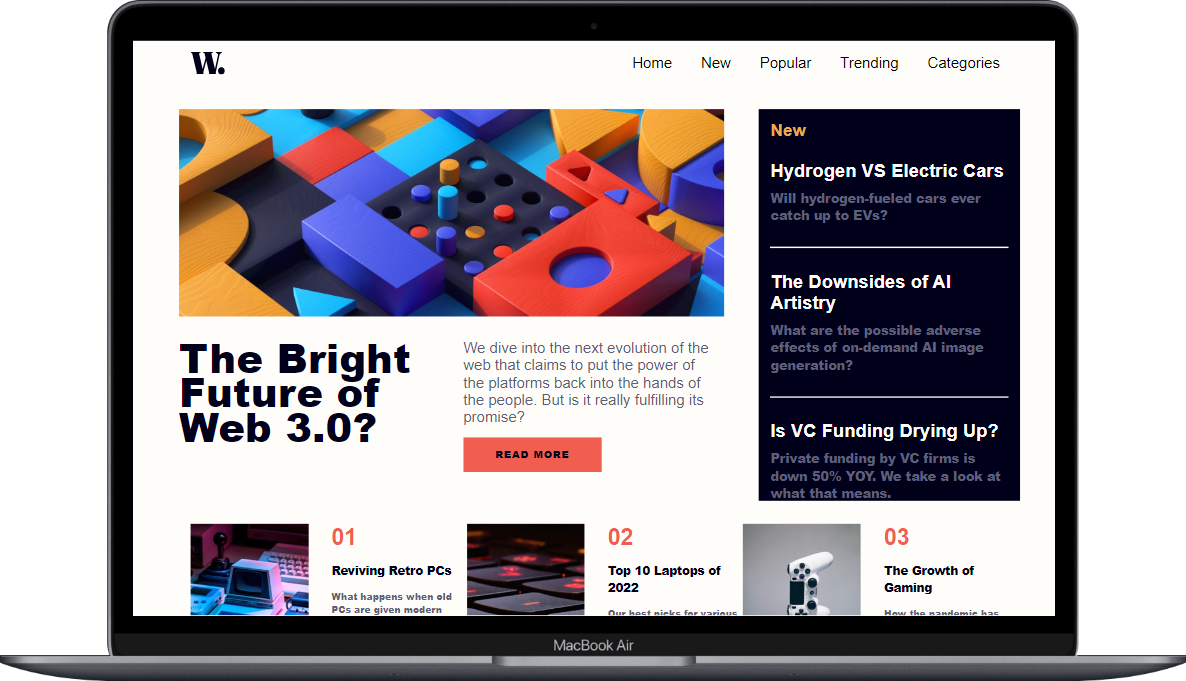 W.
Home New Popular Trending Categories
The Bright
Future of
Web 3.0?
We dive into the next evolution of the
web that claims to put the power of
the platforms back into the hands of
the people. But is it really fulfilling its
promise?
READ MORE
New
Hydrogen VS Electric Cars
Will hydrogen-fueled cars ever
catch up to EVs?
The Downsides of AI
Artistry
What are the possible adverse
effects of on-demand AI image
generation?
Is VC Funding Drying Up?
Private funding by VC firms is
down 50% YOY. We take a look at
what that means.
01
Reviving Retro PCs
What happens when old
PCs are given modern
02
Top 10 Laptops of
2022
Our best picks for various
03
The Growth of
Gaming
How the pandemic has
MacBook Air